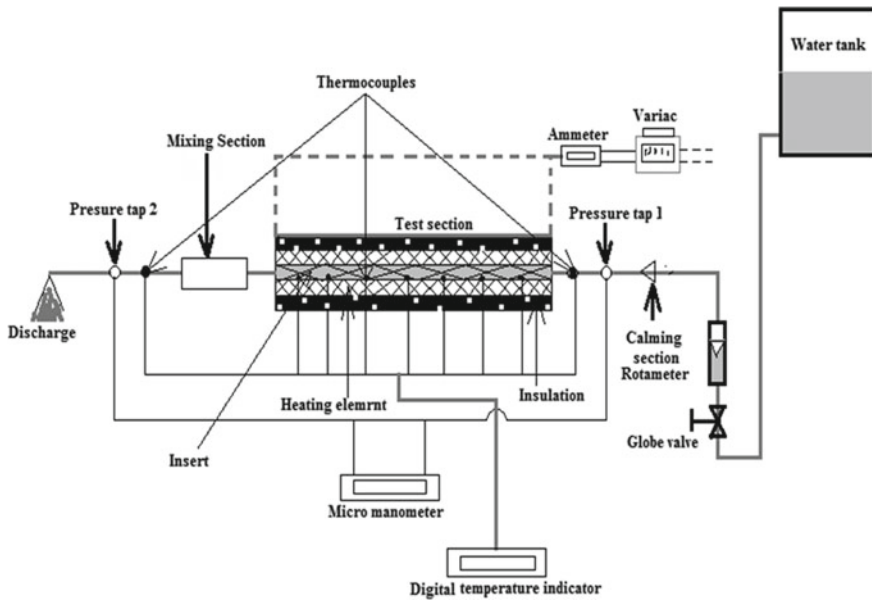 Water tank
Thermocouples
Variac
Ammeter
Mixing Section
Presure tap 2
Test section
Pressure tap 1
Discharge
Calming
section
Rotameter
Heating elemrnt
Insulation
Globe valve
Insert
Micro manometer
Digital temperature indicator